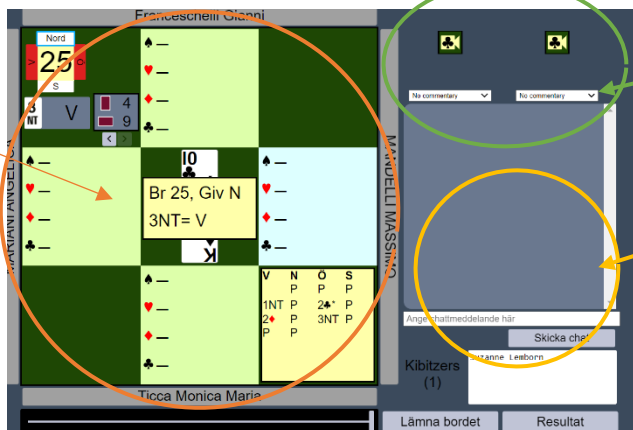 Franceschelli Gianni
Nord
V 25 Ö
S
3
NT
V
4
9
< >
♠ —
♥ —
♦ —
♣ —
MARIANI ANGELICA
♠ —
♥ —
♦ —
♣ —
10
♣
K
Br 25, Giv N
3NT= V
♠ —
♥ —
♦ —
♣ —
MANDELLI MASSIMO
♠ —
♥ —
♦ —
♣ —
V N Ö S
P P P
1NT P 2♣* P
2♦ P 3NT P
P P
Ticca Monica Maria
No commentary
No commentary
Ange chattmeddelande här
Skicka chat
Kibitzers
(1)
Suzanne Lemborn
Lämna bordet
Resultat